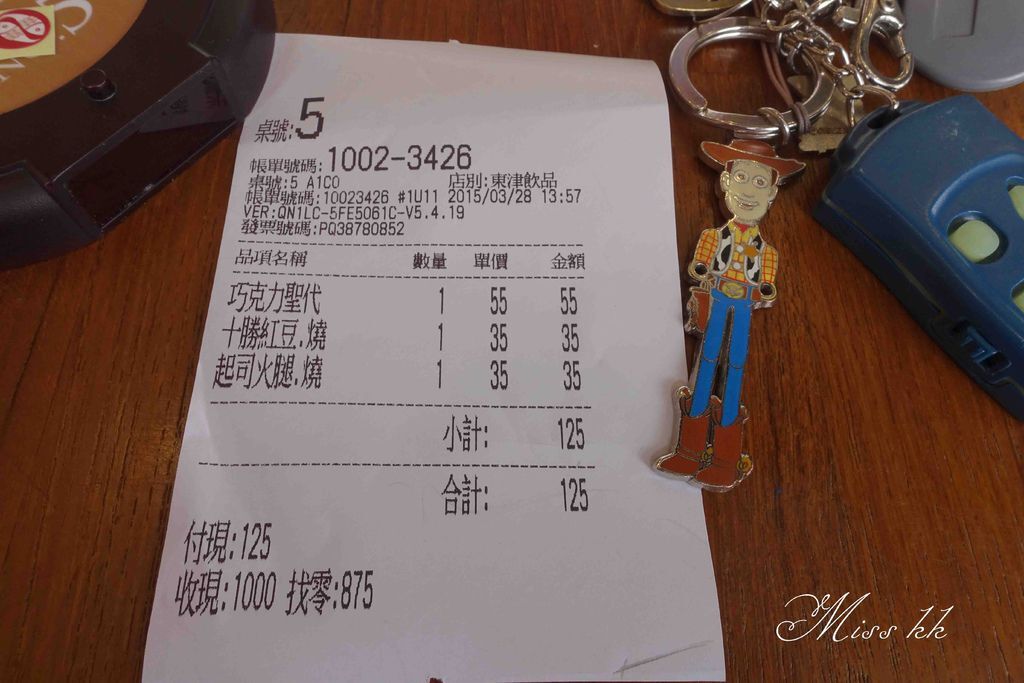 桌號:5
帳單號碼:1002-3426
桌號:5 A1CO 店別:東津飲品
帳單號碼:10023426 #1U11 2015/03/28 13:57
VER:QN1LC-5FE5061C-V5.4.19
發票號碼:PQ38780852
品項名稱 數量 單價 金額
巧克力聖代 1 55 55
十勝紅豆.燒 1 35 35
起司火腿.燒 1 35 35
小計: 125
合計: 125
付現:125
收現:1000 找零:875
Miss kk